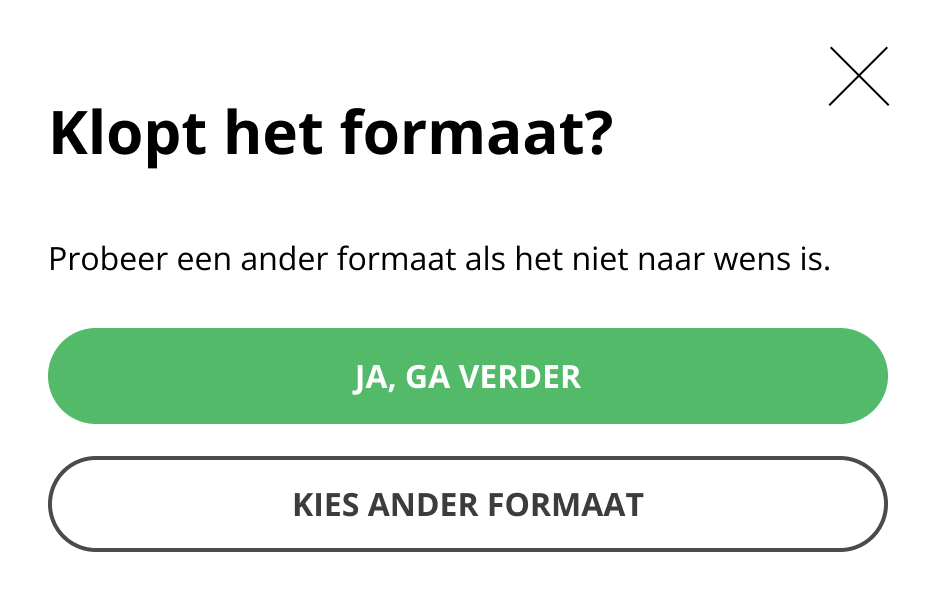 Klopt het formaat?
Probeer een ander formaat als het niet naar wens is.
JA, GA VERDER
KIES ANDER FORMAAT